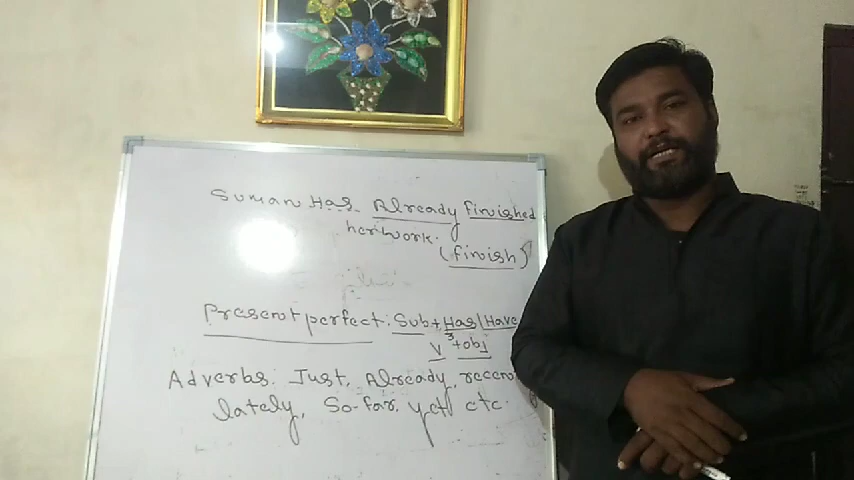 Suman Has Already finished
her work.
(finish)
Present perfect: Sub + Has/Have
V3 + obj
Adverbs: Just, Already,
lately, So-far, yet etc.